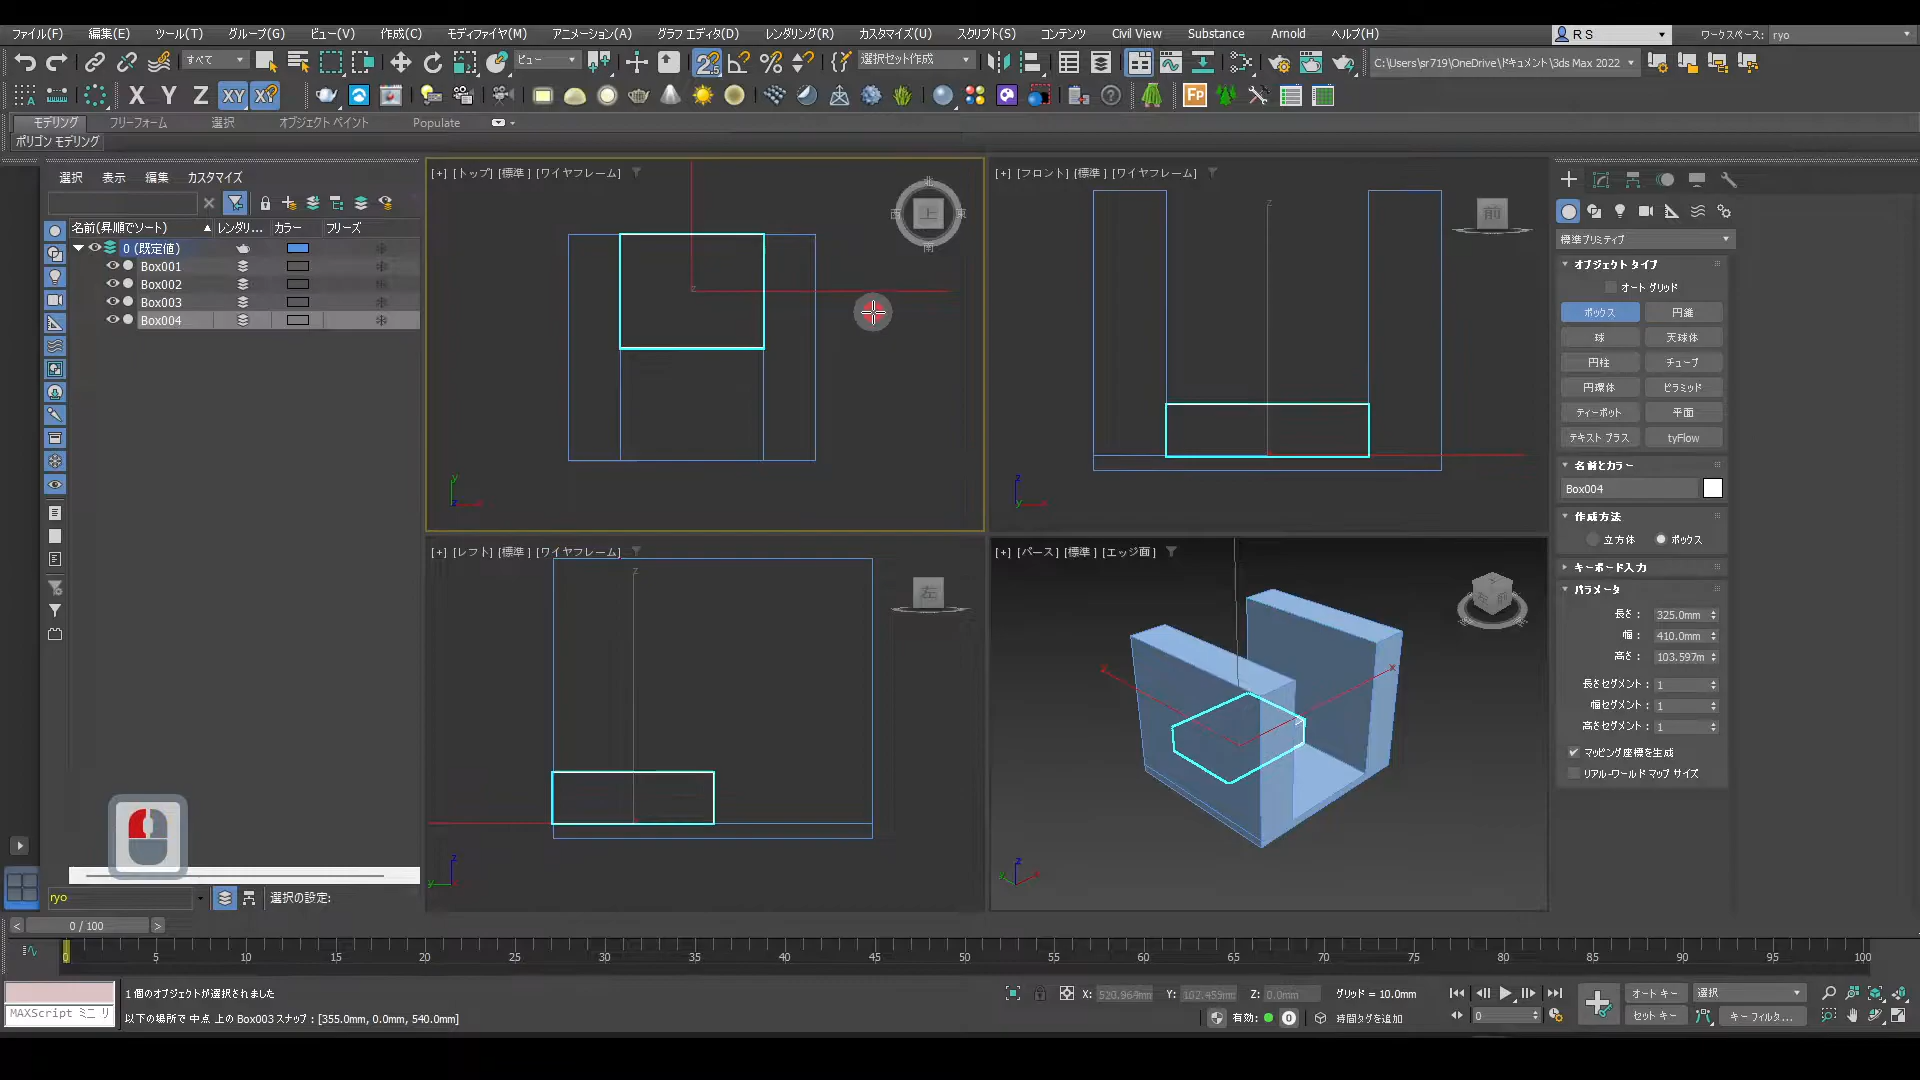 ファイル(F) 編集(E) ツール(T) グループ(G) ビュー(V) 作成(C) モディファイヤ(M) アニメーション(A) グラフ エディタ(D) レンダリング(R) カスタマイズ(U) スクリプト(S) コンテンツ Civil View Substance Arnold ヘルプ(H) R S ワークスペース: ryo
すべて ビュー 選択セット作成 C:\Users\sr719\OneDrive\ドキュメント\3ds Max 2022
X Y Z XY XY Fp
モデリング フリーフォーム 選択 オブジェクト ペイント Populate
ポリゴン モデリング
選択 表示 編集 カスタマイズ
名前(昇順でソート) レンダリ... カラー フリーズ
0 (既定値)
Box001
Box002
Box003
Box004
[+] [トップ] [標準] [ワイヤフレーム]
上 北 西 東 南
[+] [フロント] [標準] [ワイヤフレーム]
前
[+] [レフト] [標準] [ワイヤフレーム]
左
[+] [パース] [標準] [エッジ面]
標準プリミティブ
オブジェクト タイプ
オート グリッド
ボックス 円錐
球 天球体
円柱 チューブ
円環体 ピラミッド
ティーポット 平面
テキスト プラス tyFlow
名前とカラー
Box004
作成方法
立方体 ボックス
キーボード入力
パラメータ
長さ: 325.0mm
幅: 410.0mm
高さ: 103.597m
長さセグメント: 1
幅セグメント: 1
高さセグメント: 1
マッピング座標を生成
リアル-ワールド マップ サイズ
ryo 選択の設定:
< 0 / 100 >
0 5 10 15 20 25 30 35 40 45 50 55 60 65 70 75 80 85 90 95 100
1 個のオブジェクトが選択されました X: 520.964mm Y: 102.459mm Z: 0.0mm グリッド = 10.0mm オート キー 選択
MAXScript ミニ リ 以下の場所で 中点 上の Box003 スナップ : [355.0mm, 0.0mm, 540.0mm] 有効: 0 時間タグを追加 0 セット キー キー フィルタ...